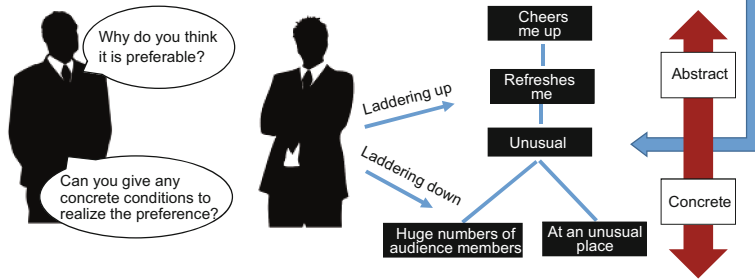 Why do you think
it is preferable?
Can you give any
concrete conditions to
realize the preference?
Laddering up
Laddering down
Cheers
me up
Refreshes
me
Unusual
Huge numbers of
audience members
At an unusual
place
Abstract
Concrete